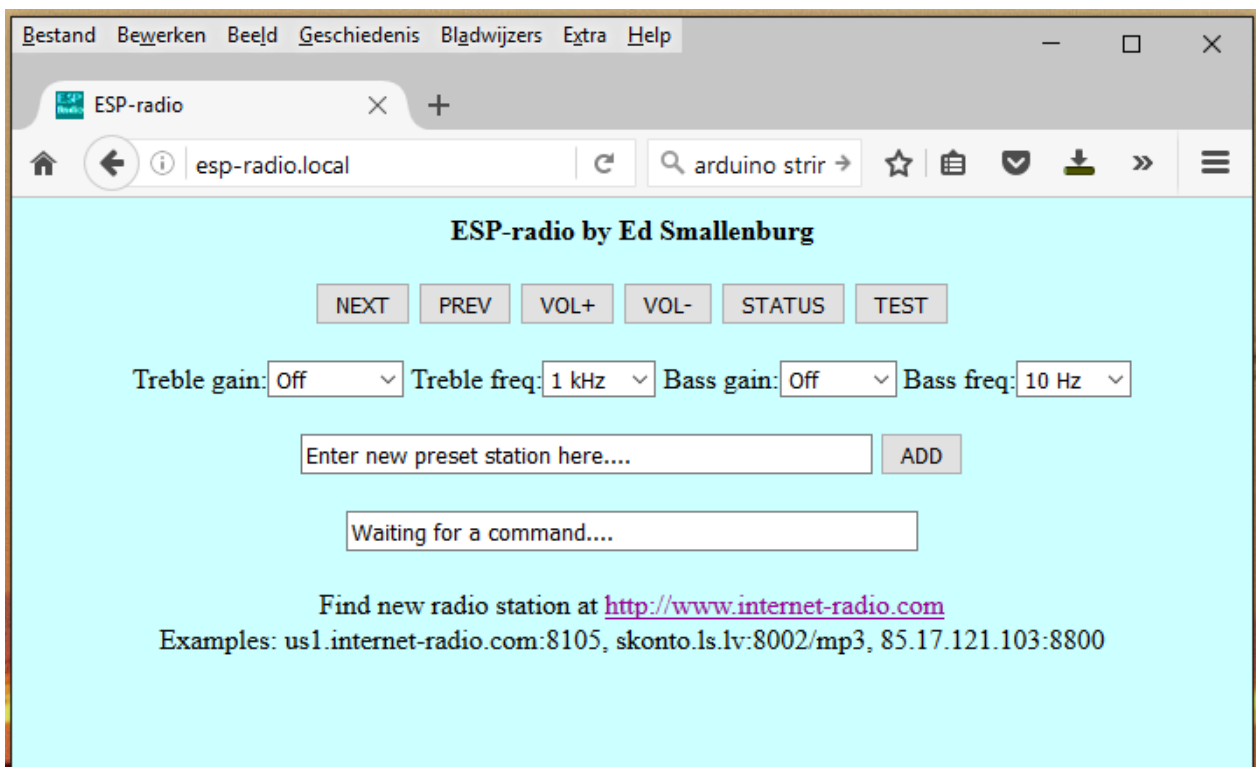 Bestand Bewerken Beeld Geschiedenis Bladwijzers Extra Help
ESP-radio
esp-radio.local arduino strir
ESP-radio by Ed Smallenburg
NEXT PREV VOL+ VOL- STATUS TEST
Treble gain: Off Treble freq: 1 kHz Bass gain: Off Bass freq: 10 Hz
Enter new preset station here.... ADD
Waiting for a command....
Find new radio station at http://www.internet-radio.com
Examples: us1.internet-radio.com:8105, skonto.ls.lv:8002/mp3, 85.17.121.103:8800